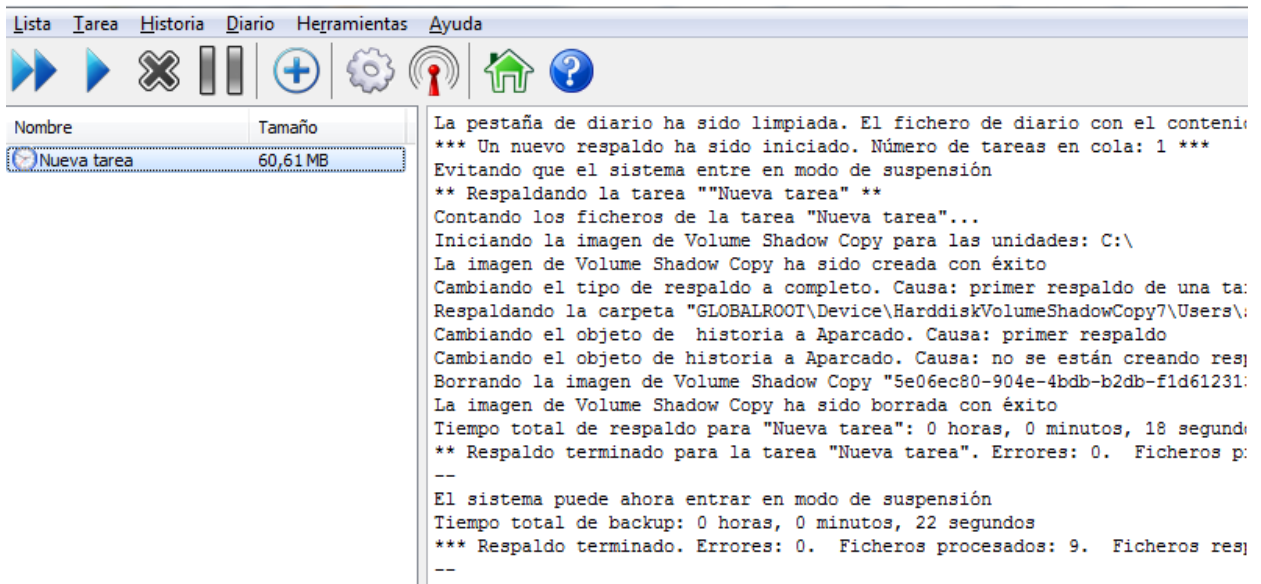 Lista Tarea Historia Diario Herramientas Ayuda
Nombre Tamaño
Nueva tarea 60,61 MB
La pestaña de diario ha sido limpiada. El fichero de diario con el
*** Un nuevo respaldo ha sido iniciado. Número de tareas en cola: 1 ***
Evitando que el sistema entre en modo de suspensión
** Respaldando la tarea ""Nueva tarea" **
Contando los ficheros de la tarea "Nueva tarea"...
Iniciando la imagen de Volume Shadow Copy para las unidades: C:\
La imagen de Volume Shadow Copy ha sido creada con éxito
Cambiando el tipo de respaldo a completo. Causa: primer respaldo de una
Respaldando la carpeta "GLOBALROOT\Device\HarddiskVolumeShadowCopy7\Users\
Cambiando el objeto de  historia a Aparcado. Causa: primer respaldo
Cambiando el objeto de historia a Aparcado. Causa: no se están creando
Borrando la imagen de Volume Shadow Copy "5e06ec80-904e-4bdb-b2db-f1d61231
La imagen de Volume Shadow Copy ha sido borrada con éxito
Tiempo total de respaldo para "Nueva tarea": 0 horas, 0 minutos, 18
** Respaldo terminado para la tarea "Nueva tarea". Errores: 0.  Ficheros
--
El sistema puede ahora entrar en modo de suspensión
Tiempo total de backup: 0 horas, 0 minutos, 22 segundos
*** Respaldo terminado. Errores: 0.  Ficheros procesados: 9.  Ficheros
--